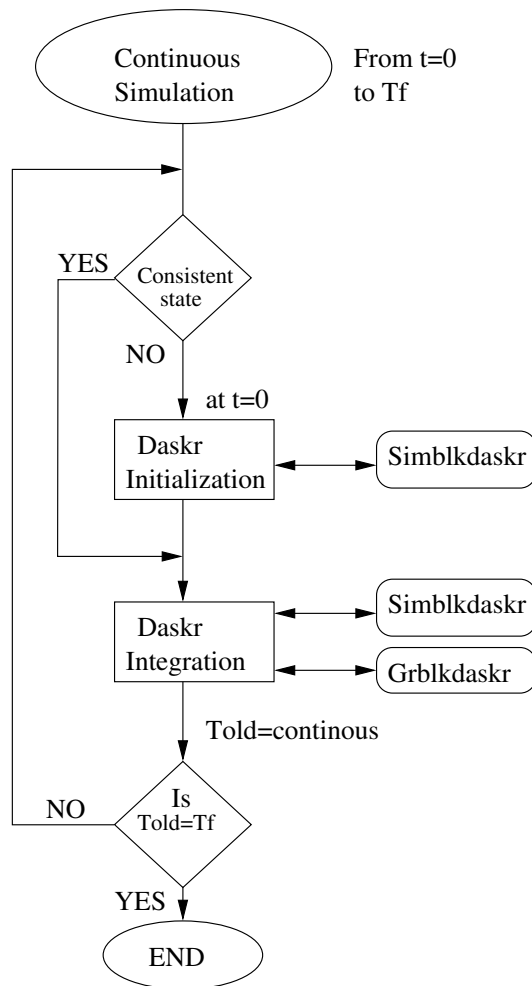 Continuous
Simulation
From t=0
to Tf
YES
Consistent
state
NO
at t=0
Daskr
Initialization
Simblkdaskr
Daskr
Integration
Simblkdaskr
Grblkdaskr
Told=continous
Is
Told=Tf
NO
YES
END